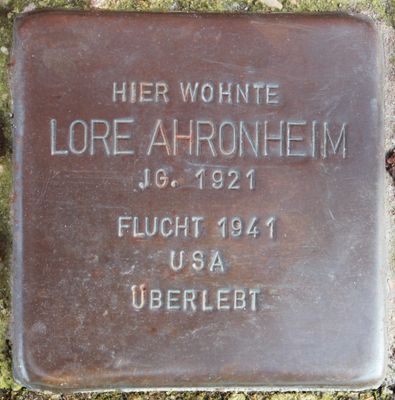 HIER WOHNTE
LORE AHRONHEIM
JG. 1921
FLUCHT 1941
USA
ÜBERLEBT